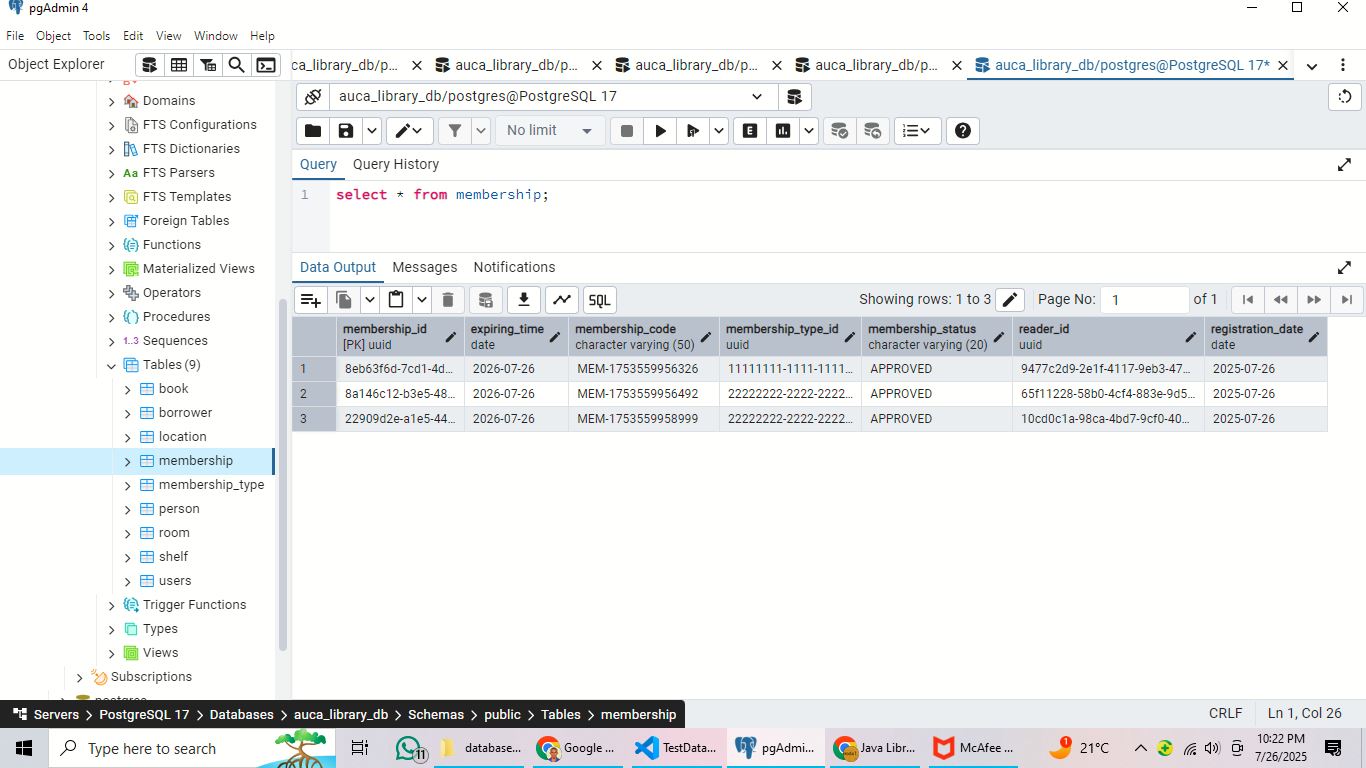 pgAdmin 4
File Object Tools Edit View Window Help
Object Explorer
ca_library_db/p... auca_library_db/p... auca_library_db/p... auca_library_db/p... auca_library_db/postgres@PostgreSQL 17*
auca_library_db/postgres@PostgreSQL 17
No limit
E
Query Query History
1 select * from membership;
Data Output Messages Notifications
SQL Showing rows: 1 to 3 Page No: 1 of 1
membership_id expiring_time membership_code membership_type_id membership_status reader_id registration_date
[PK] uuid date character varying (50) uuid character varying (20) uuid date
1 8eb63f6d-7cd1-4d... 2026-07-26 MEM-1753559956326 11111111-1111-1111... APPROVED 9477c2d9-2e1f-4117-9eb3-47... 2025-07-26
2 8a146c12-b3e5-48... 2026-07-26 MEM-1753559956492 22222222-2222-2222... APPROVED 65f11228-58b0-4cf4-883e-9d5... 2025-07-26
3 22909d2e-a1e5-44... 2026-07-26 MEM-1753559958999 22222222-2222-2222... APPROVED 10cd0c1a-98ca-4bd7-9cf0-40... 2025-07-26
Domains
FTS Configurations
FTS Dictionaries
Aa FTS Parsers
FTS Templates
Foreign Tables
Functions
Materialized Views
Operators
Procedures
1..3 Sequences
Tables (9)
book
borrower
location
membership
membership_type
person
room
shelf
users
Trigger Functions
Types
Views
Subscriptions
Servers > PostgreSQL 17 > Databases > auca_library_db > Schemas > public > Tables > membership
CRLF Ln 1, Col 26
Type here to search
11
database...
Google ...
TestData...
pgAdmi...
Java Libr...
McAfee ...
1
21°C
10:22 PM
7/26/2025